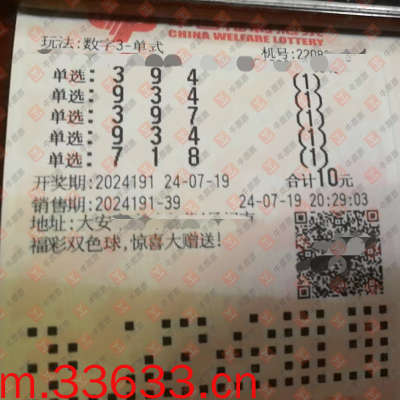 CHINA WELFARE LOTTERY
玩法:数字3-单式 机号:2209
单选: 3 9 4 (1)
单选: 9 3 4 (1)
单选: 3 9 7 (1)
单选: 9 3 4 (1)
单选: 7 1 8 (1)
开奖期:2024191 24-07-19 合计10元
销售期:2024191-39 24-07-19 20:29:03
地址:大安
福彩双色球,惊喜大赠送!
m.33633.cn